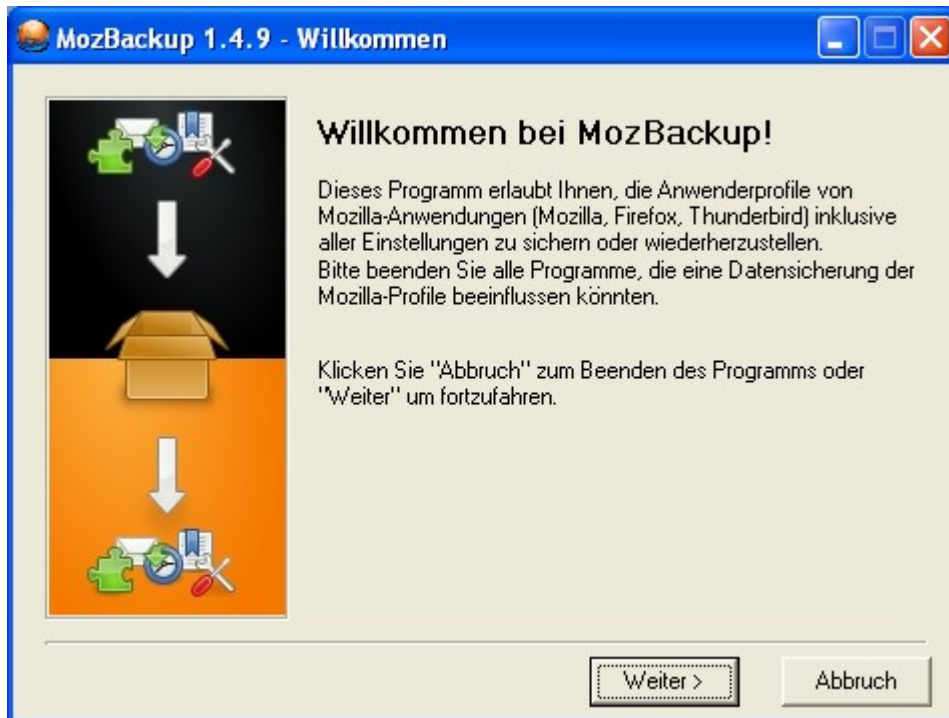 MozBackup 1.4.9 - Willkommen
Willkommen bei MozBackup!
Dieses Programm erlaubt Ihnen, die Anwenderprofile von
Mozilla-Anwendungen (Mozilla, Firefox, Thunderbird) inklusive
aller Einstellungen zu sichern oder wiederherzustellen.
Bitte beenden Sie alle Programme, die eine Datensicherung der
Mozilla-Profile beeinflussen könnten.
Klicken Sie "Abbruch" zum Beenden des Programms oder
"Weiter" um fortzufahren.
Weiter >
Abbruch